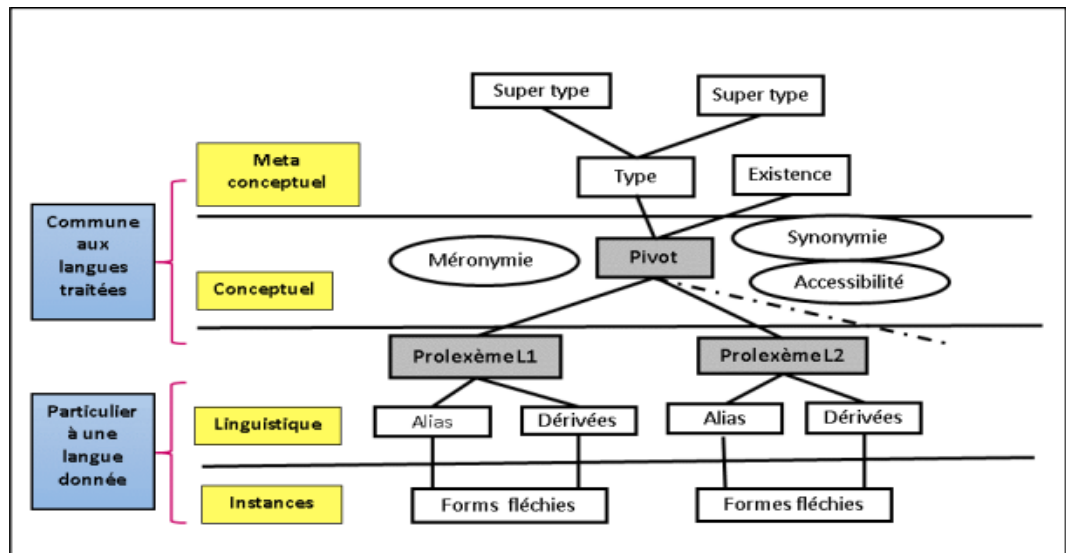 Super type
Super type
Meta
conceptuel
Type
Existence
Commune
aux
langues
traitées
Synonymie
Méronymie
Pivot
Conceptuel
Accessibilité
Prolexème L1
Prolexème L2
Particulier
à une
langue
donnée
Linguistique
Alias
Dérivées
Alias
Dérivées
Instances
Forms fléchies
Formes fléchies